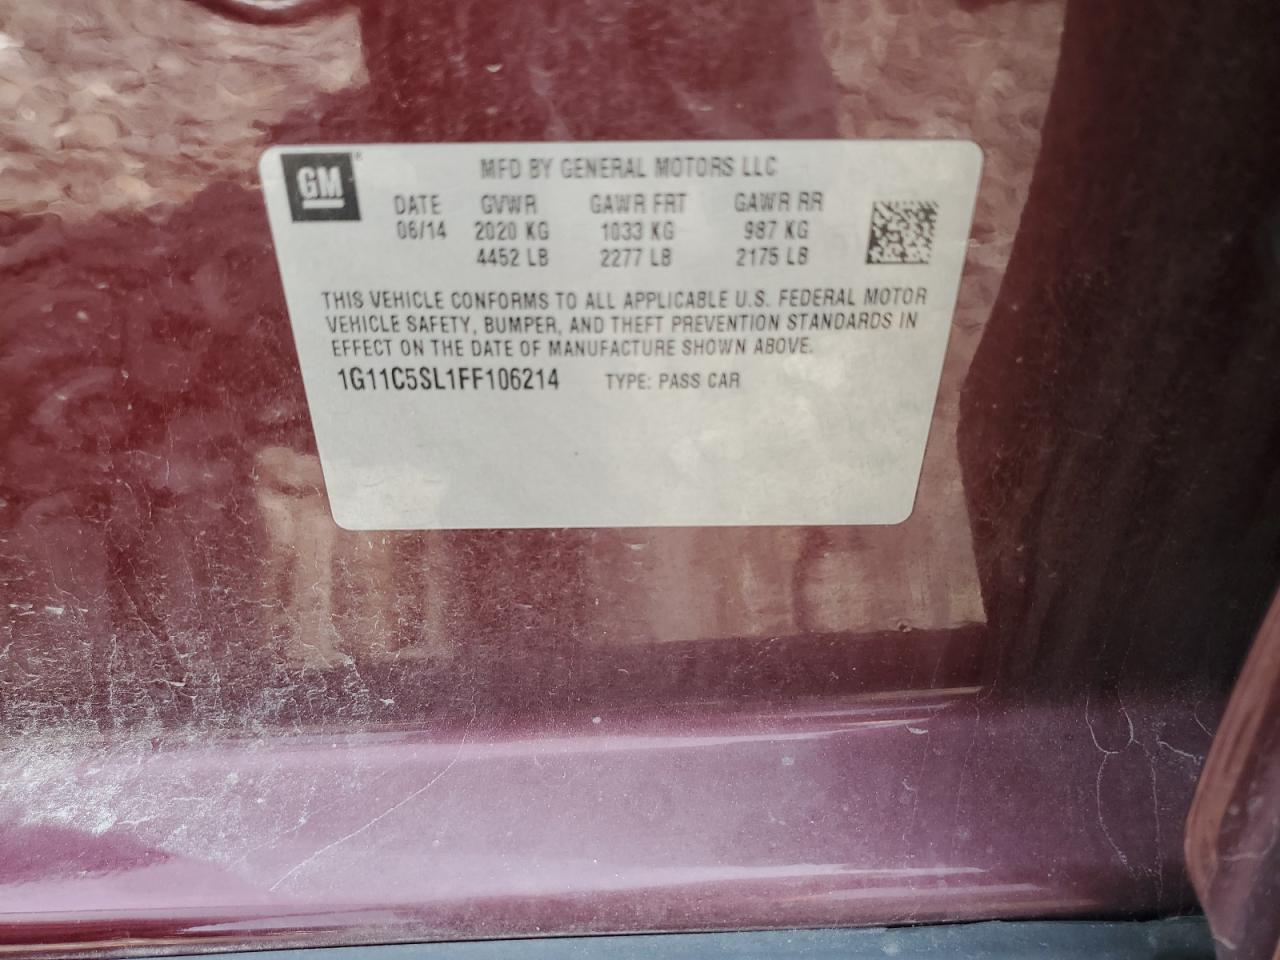 GM®
MFD BY GENERAL MOTORS LLC
DATE GVWR GAWR FRT GAWR RR
06/14 2020 KG 1033 KG 987 KG
4452 LB 2277 LB 2175 LB
THIS VEHICLE CONFORMS TO ALL APPLICABLE U.S. FEDERAL MOTOR
VEHICLE SAFETY, BUMPER, AND THEFT PREVENTION STANDARDS IN
EFFECT ON THE DATE OF MANUFACTURE SHOWN ABOVE.
1G11C5SL1FF106214 TYPE: PASS CAR